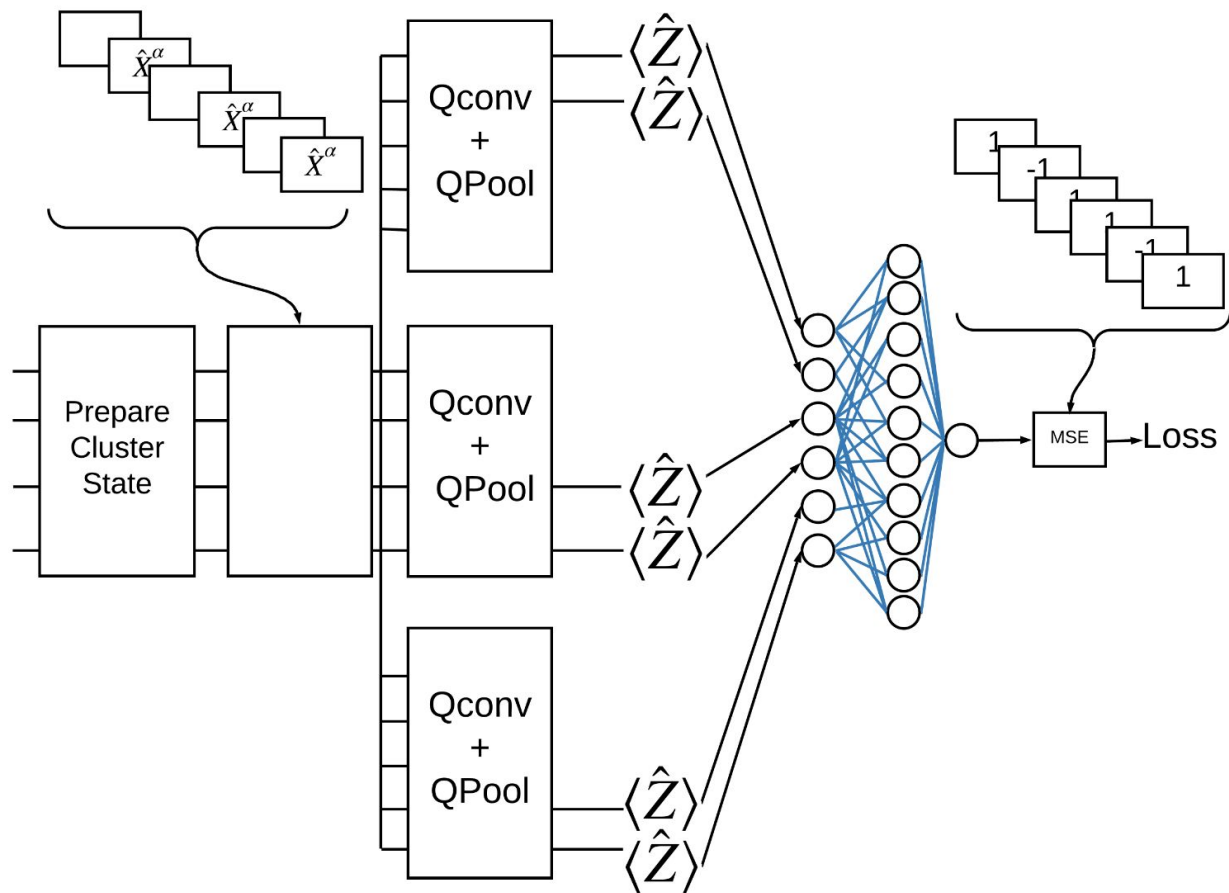 X̂^α
X̂^α
X̂^α
Qconv
+
QPool
⟨Ẑ⟩
⟨Ẑ⟩
1
-1
1
1
-1
1
Prepare
Cluster
State
Qconv
+
QPool
⟨Ẑ⟩
⟨Ẑ⟩
MSE
Loss
Qconv
+
QPool
⟨Ẑ⟩
⟨Ẑ⟩